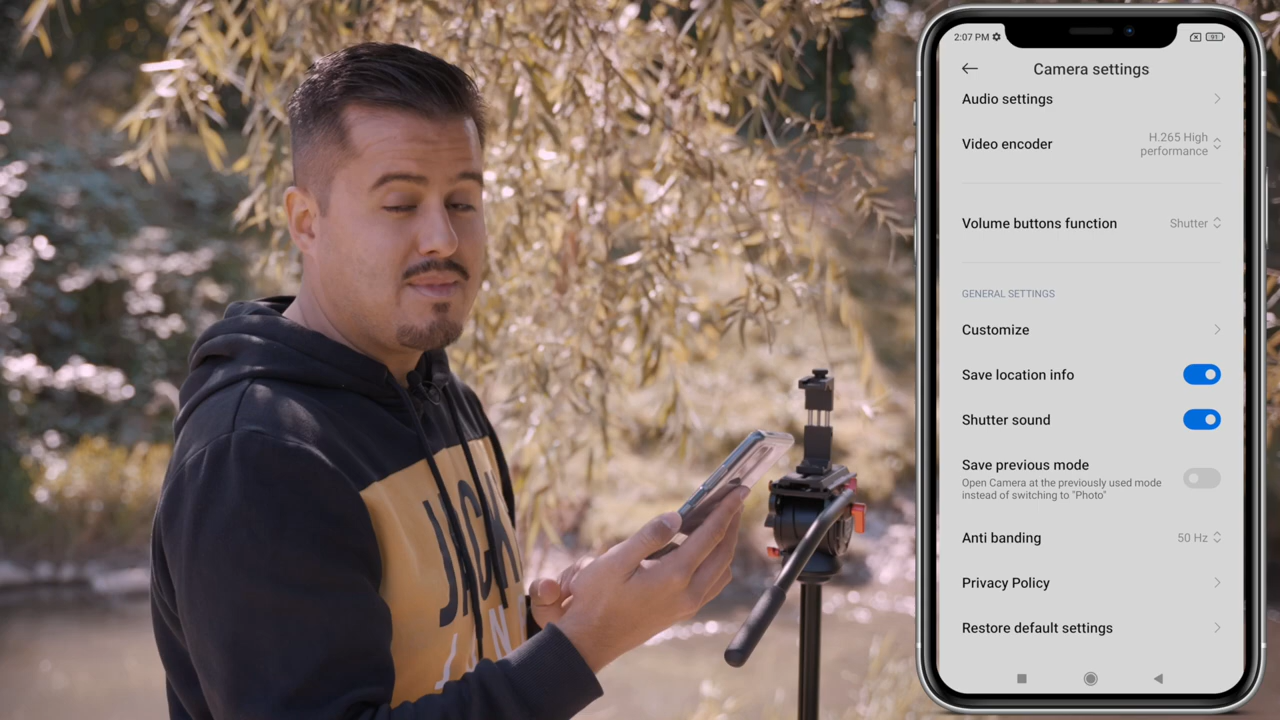 2:07 PM
91
Camera settings
Audio settings
Video encoder
H.265 High
performance
Volume buttons function
Shutter
GENERAL SETTINGS
Customize
Save location info
Shutter sound
Save previous mode
Open Camera at the previously used mode
instead of switching to "Photo"
Anti banding
50 Hz
Privacy Policy
Restore default settings
JACK